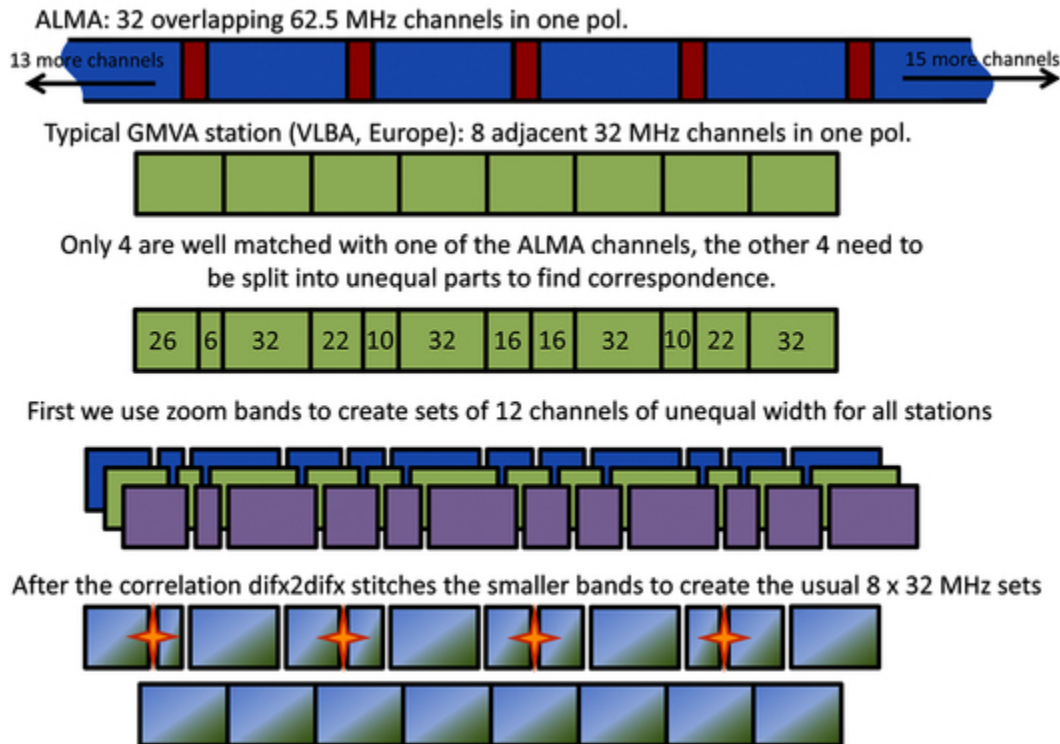 ALMA: 32 overlapping 62.5 MHz channels in one pol.
13 more channels
15 more channels
Typical GMVA station (VLBA, Europe): 8 adjacent 32 MHz channels in one pol.
Only 4 are well matched with one of the ALMA channels, the other 4 need to
be split into unequal parts to find correspondence.
26 6 32 22 10 32 16 16 32 10 22 32
First we use zoom bands to create sets of 12 channels of unequal width for all stations
After the correlation difx2difx stitches the smaller bands to create the usual 8 x 32 MHz sets